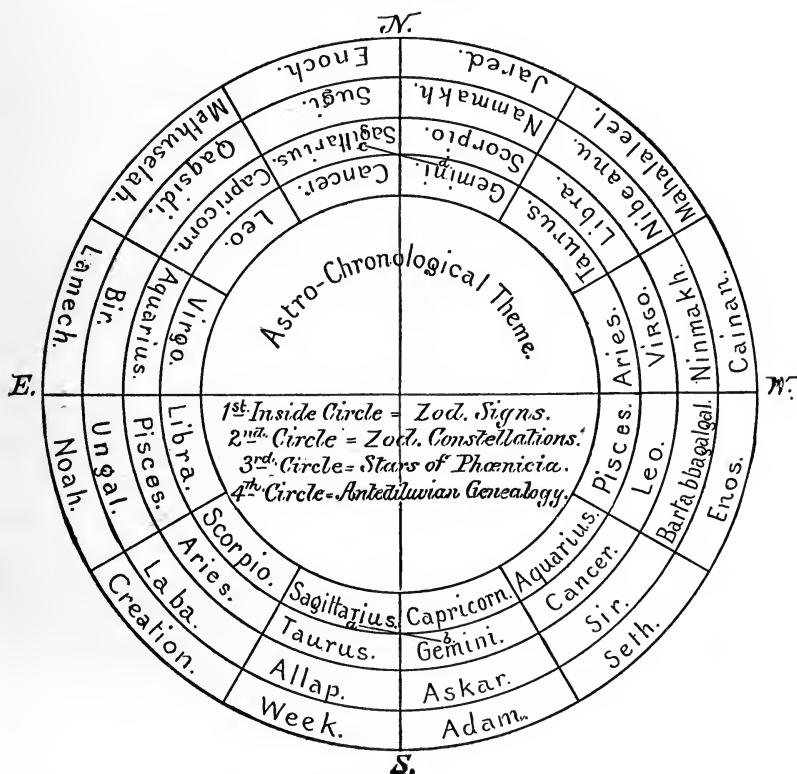 N.
Enoch.
Jared.
Mahalaleel.
Cainan.
Enos.
Seth.
Adam.
Week.
Creation.
Noah.
Lamech.
Methuselah.
Sugi.
Nammakh.
Nibeanu.
Ninmakh.
Bartabbagalgal.
Sir.
Askar.
Allap.
Laba.
Ungal.
Bir.
Qaqsidi.
Sagittarius.
Scorpio.
Libra.
Virgo.
Leo.
Cancer.
Gemini.
Taurus.
Aries.
Pisces.
Aquarius.
Capricorn.
Cancer.
Gemini.
Taurus.
Aries.
Pisces.
Aquarius.
Capricorn.
Sagittarius.
Scorpio.
Libra.
Virgo.
Leo.
E.
W.
Astro-Chronological Theme.
1st. Inside Circle = Zod. Signs.
2nd. Circle = Zod. Constellations.
3rd. Circle = Stars of Phœnicia.
4th. Circle = Antediluvian Genealogy.
a
b.
S.